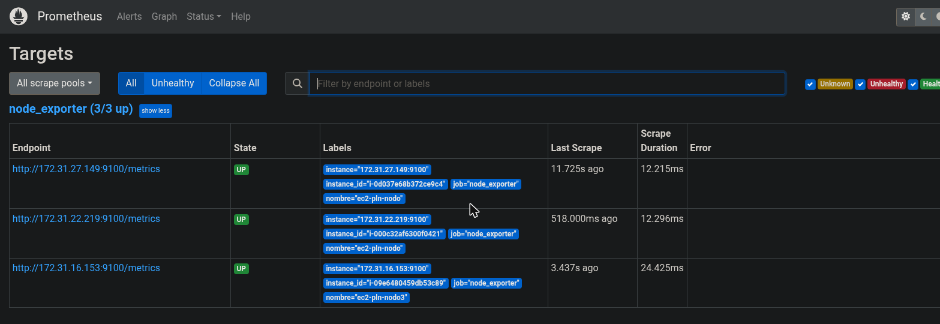 Prometheus Alerts Graph Status Help
Targets
All scrape pools All Unhealthy Collapse All Filter by endpoint or labels Unknown Unhealthy
node_exporter (3/3 up) show less
Endpoint State Labels Last Scrape Scrape Duration Error
http://172.31.27.149:9100/metrics UP instance="172.31.27.149:9100" 11.725s ago 12.215ms
instance_id="i-0d037e68b372ce9c4" job="node_exporter"
nombre="ec2-pln-nodo"
http://172.31.22.219:9100/metrics UP instance="172.31.22.219:9100" 518.000ms ago 12.296ms
instance_id="i-000c32af6300f0421" job="node_exporter"
nombre="ec2-pln-nodo"
http://172.31.16.153:9100/metrics UP instance="172.31.16.153:9100" 3.437s ago 24.425ms
instance_id="i-09e6480459db53c89" job="node_exporter"
nombre="ec2-pln-nodo3"